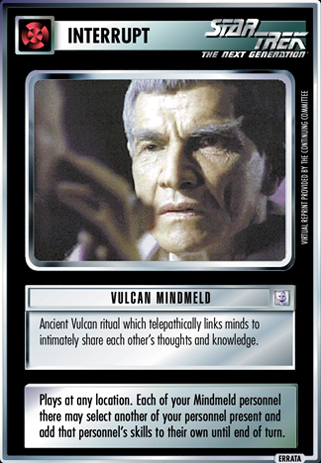 INTERRUPT
STAR TREK
THE NEXT GENERATION
VIRTUAL REPRINT PROVIDED BY THE CONTINUING COMMITTEE
VULCAN MINDMELD
Ancient Vulcan ritual which telepathically links minds to
intimately share each other's thoughts and knowledge.
Plays at any location. Each of your Mindmeld personnel
there may select another of your personnel present and
add that personnel's skills to their own until end of turn.
ERRATA